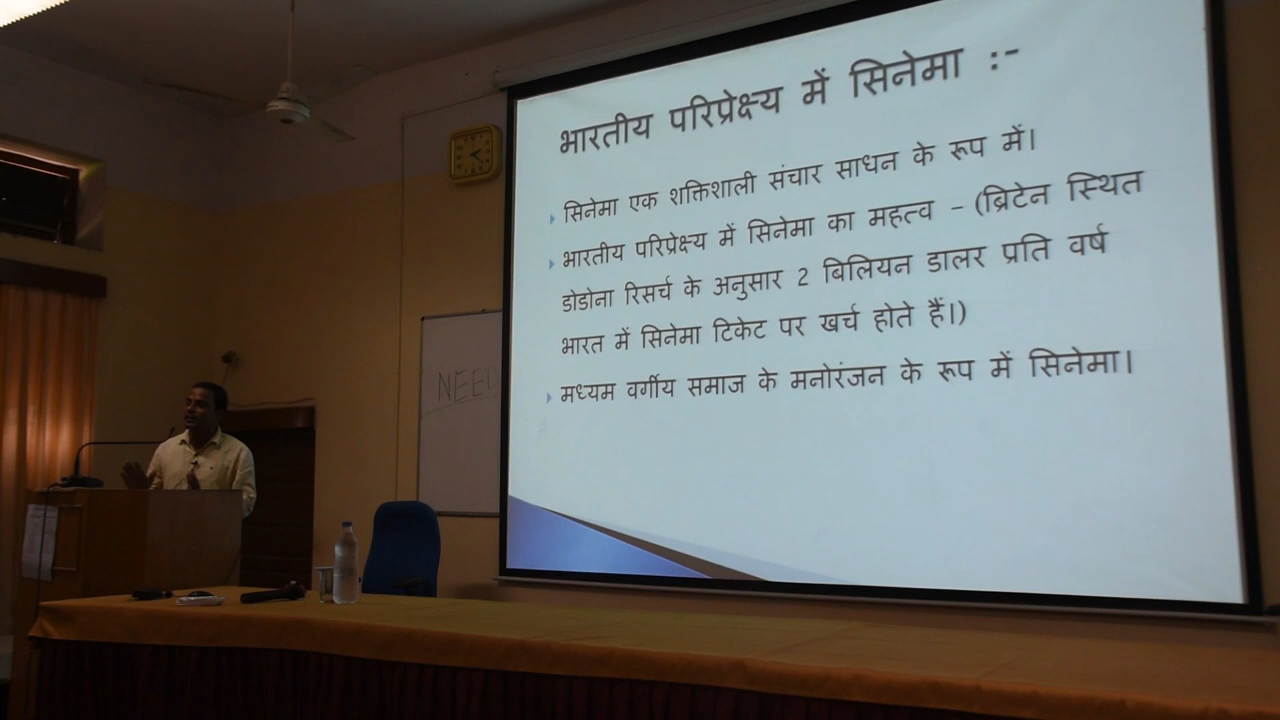 भारतीय परिप्रेक्ष्य में सिनेमा :-
सिनेमा एक शक्तिशाली संचार साधन के रूप में।
भारतीय परिप्रेक्ष्य में सिनेमा का महत्व – (ब्रिटेन स्थित
डोडोना रिसर्च के अनुसार 2 बिलियन डालर प्रति वर्ष
भारत में सिनेमा टिकेट पर खर्च होते हैं।)
मध्यम वर्गीय समाज के मनोरंजन के रूप में सिनेमा।
NEED